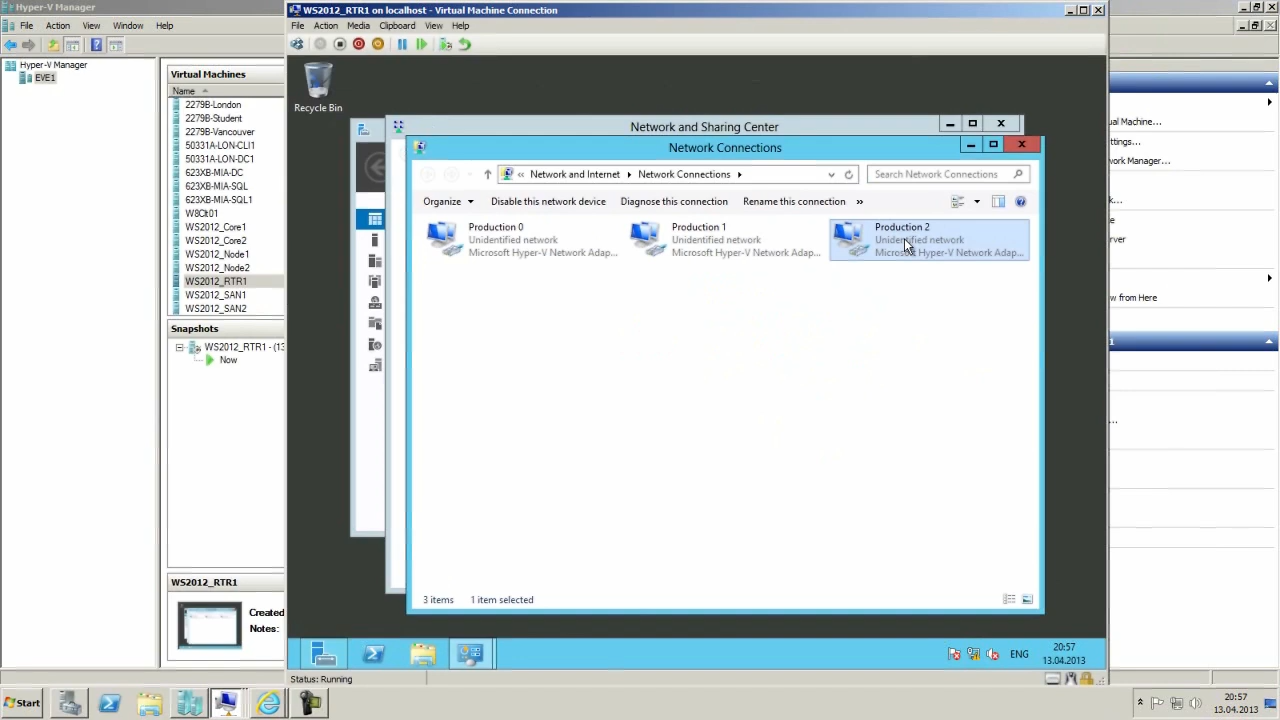 Hyper-V Manager
File Action View Window Help
Hyper-V Manager
EVE1
Virtual Machines
Name
2279B-London
2279B-Student
2279B-Vancouver
50331A-LON-CLI1
50331A-LON-DC1
623XB-MIA-DC
623XB-MIA-SQL
623XB-MIA-SQL1
W8Clt01
WS2012_Core1
WS2012_Core2
WS2012_Node1
WS2012_Node2
WS2012_RTR1
WS2012_SAN1
WS2012_SAN2
Snapshots
WS2012_RTR1 - (13
Now
WS2012_RTR1
Created
Notes:
WS2012_RTR1 on localhost - Virtual Machine Connection
File Action Media Clipboard View Help
Recycle Bin
Network and Sharing Center
Network Connections
« Network and Internet Network Connections
Search Network Connections
Organize Disable this network device Diagnose this connection Rename this connection »
Production 0
Unidentified network
Microsoft Hyper-V Network Adap...
Production 1
Unidentified network
Microsoft Hyper-V Network Adap...
Production 2
Unidentified network
Microsoft Hyper-V Network Adap...
3 items 1 item selected
ENG
20:57
13.04.2013
Status: Running
ual Machine...
ttings...
work Manager...
erver
w from Here
1
Start
20:57
13.04.2013